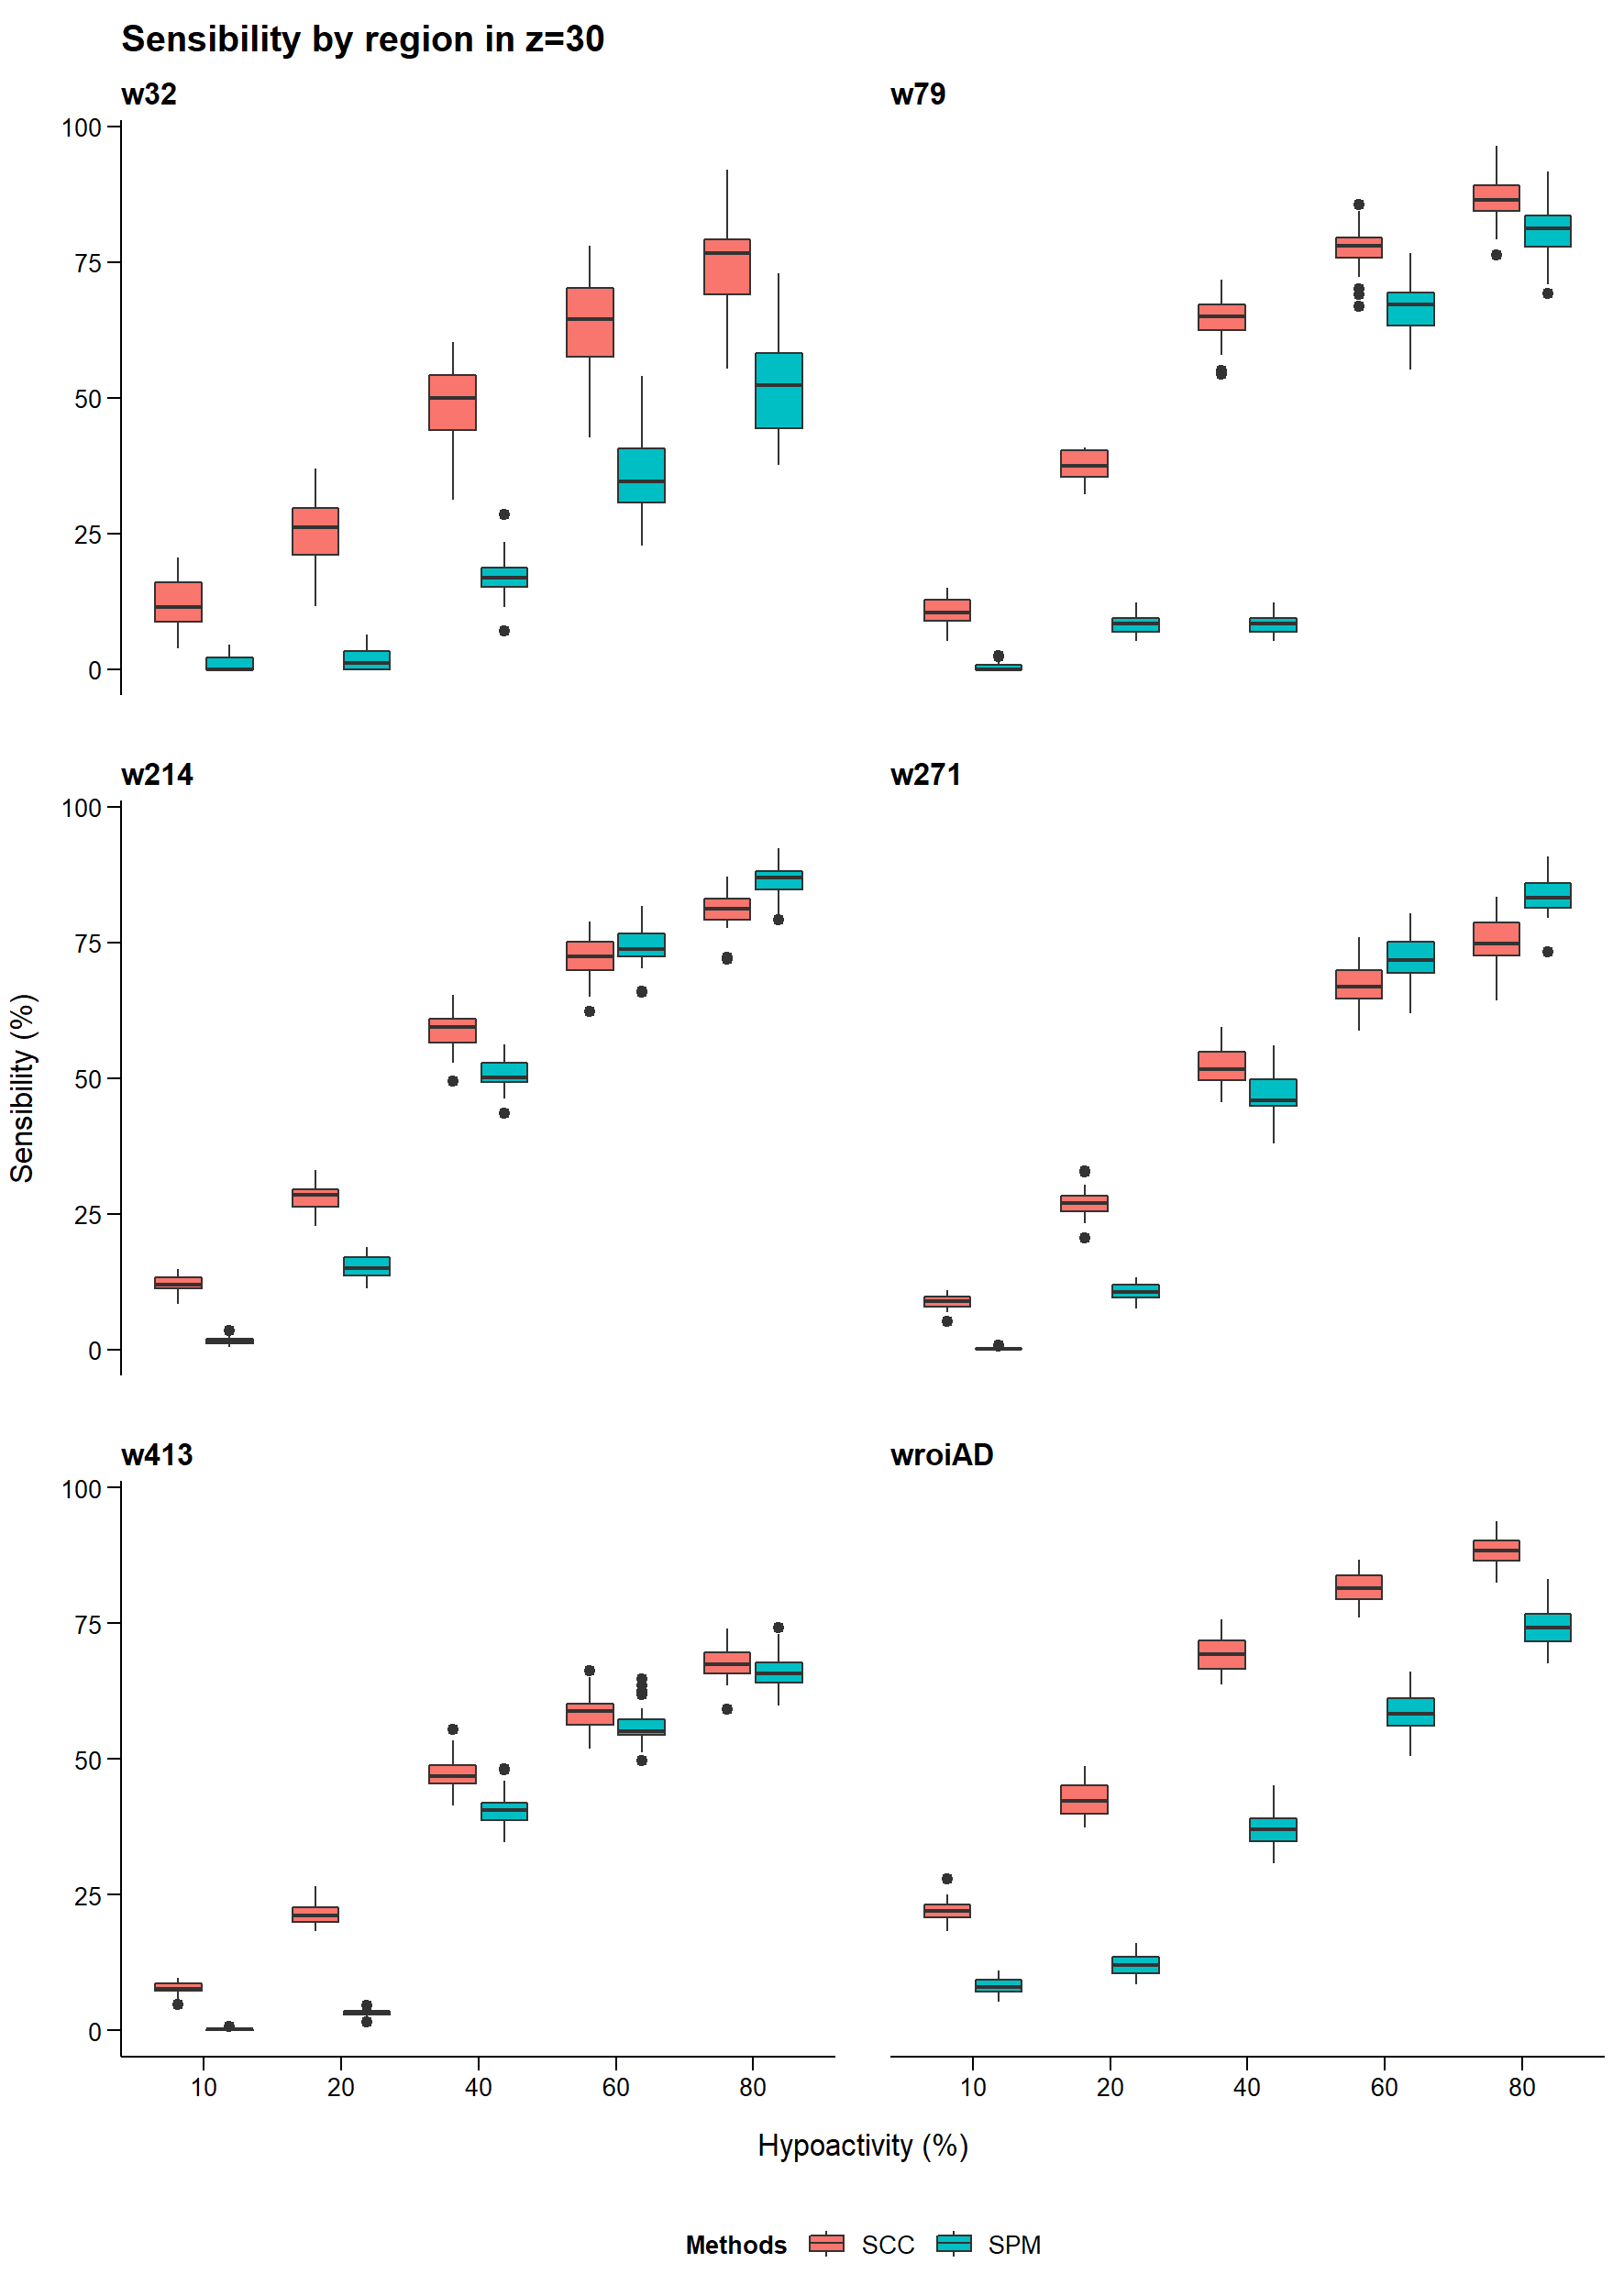 Sensibility by region in z=30
w32
w79
100
75
50
25
0
w214
w271
100
75
50
25
0
Sensibility (%)
w413
wroiAD
100
75
50
25
0
10 20 40 60 80
10 20 40 60 80
Hypoactivity (%)
Methods SCC SPM